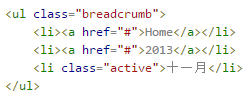 <ul class="breadcrumb">
    <li><a href="#">Home</a></li>
    <li><a href="#">2013</a></li>
    <li class="active">十一月</li>
</ul>